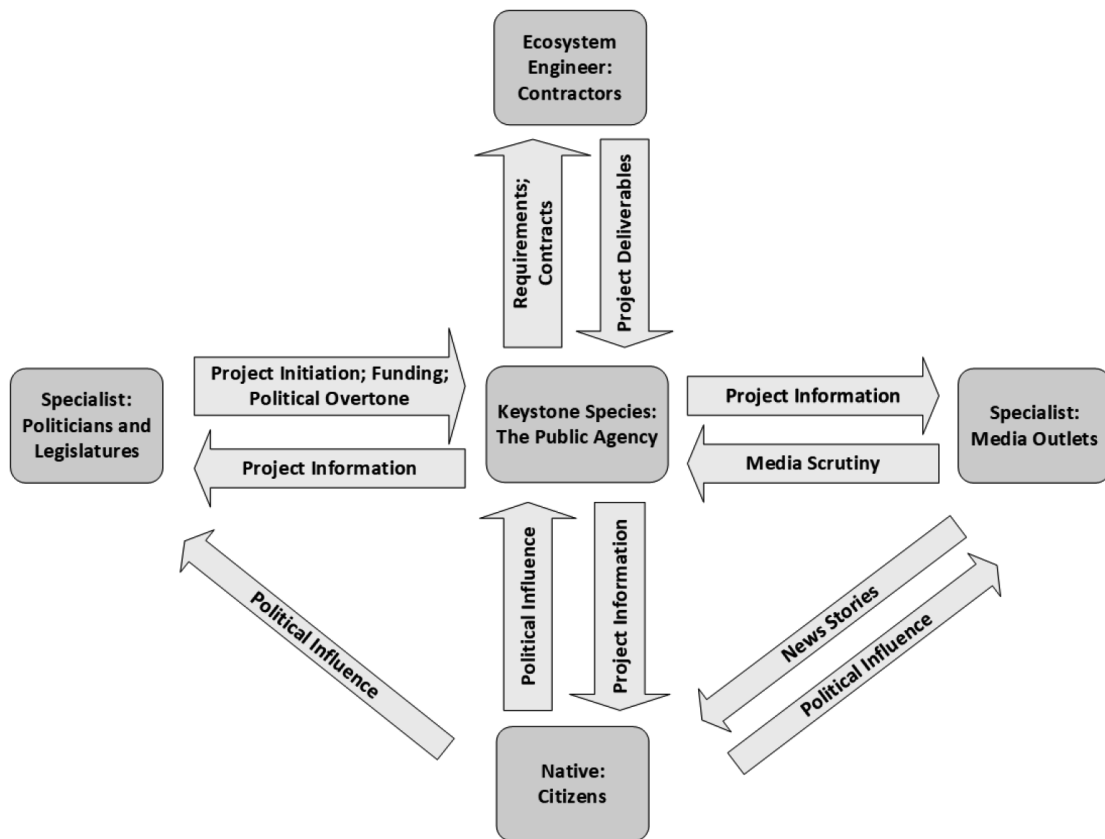 Ecosystem
Engineer:
Contractors
Requirements;
Contracts
Project Deliverables
Project Initiation; Funding;
Political Overtone
Specialist:
Politicians and
Legislatures
Project Information
Keystone Species:
The Public Agency
Project Information
Media Scrutiny
Specialist:
Media Outlets
Political Influence
Political Influence
Project Information
News Stories
Political Influence
Native:
Citizens